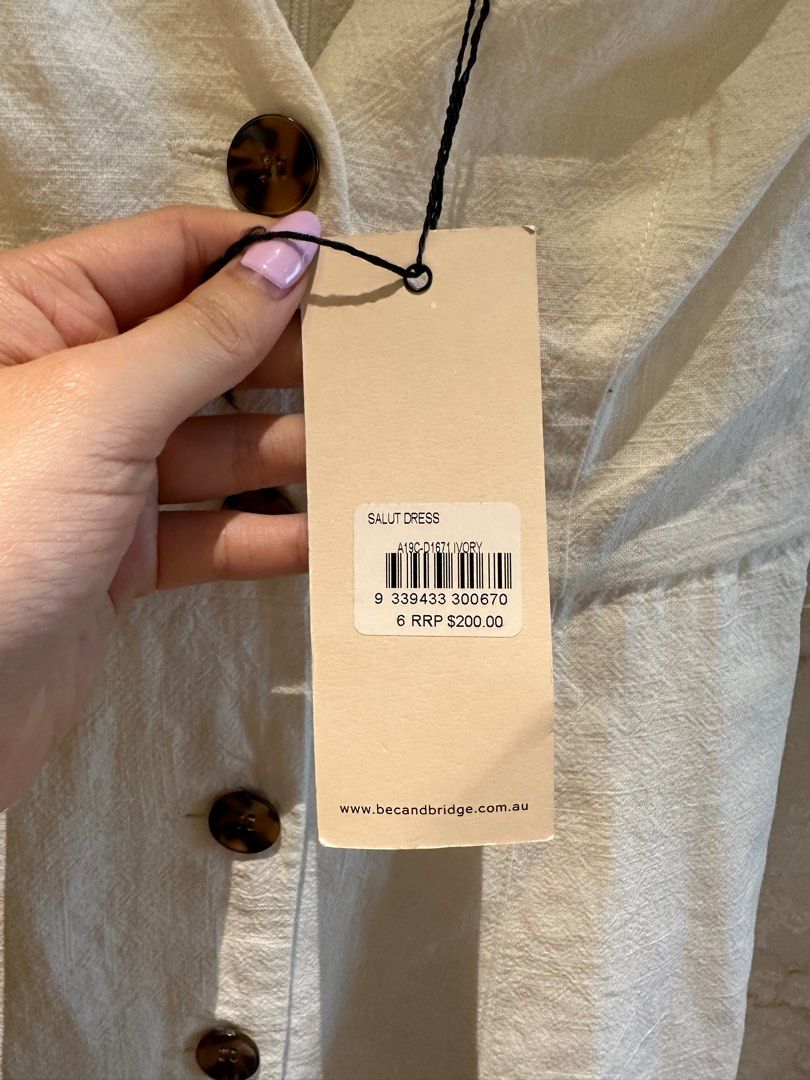 SALUT DRESS
A19C-D1671 IVORY
9 339433 300670
6 RRP $200.00
www.becandbridge.com.au